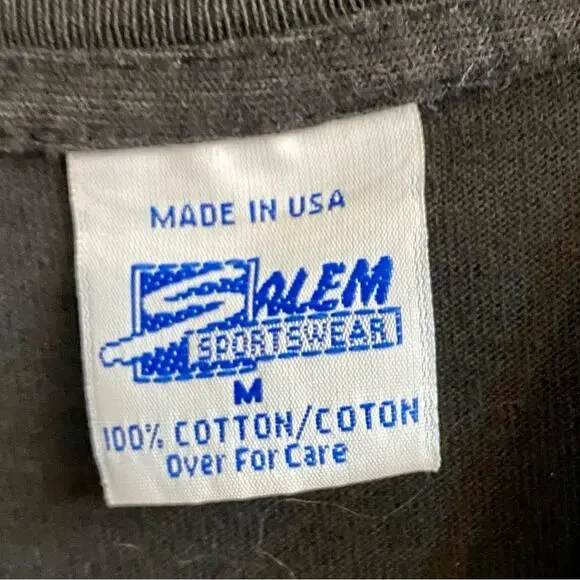 MADE IN USA
SALEM
SPORTSWEAR
M
100% COTTON/COTON
Over For Care